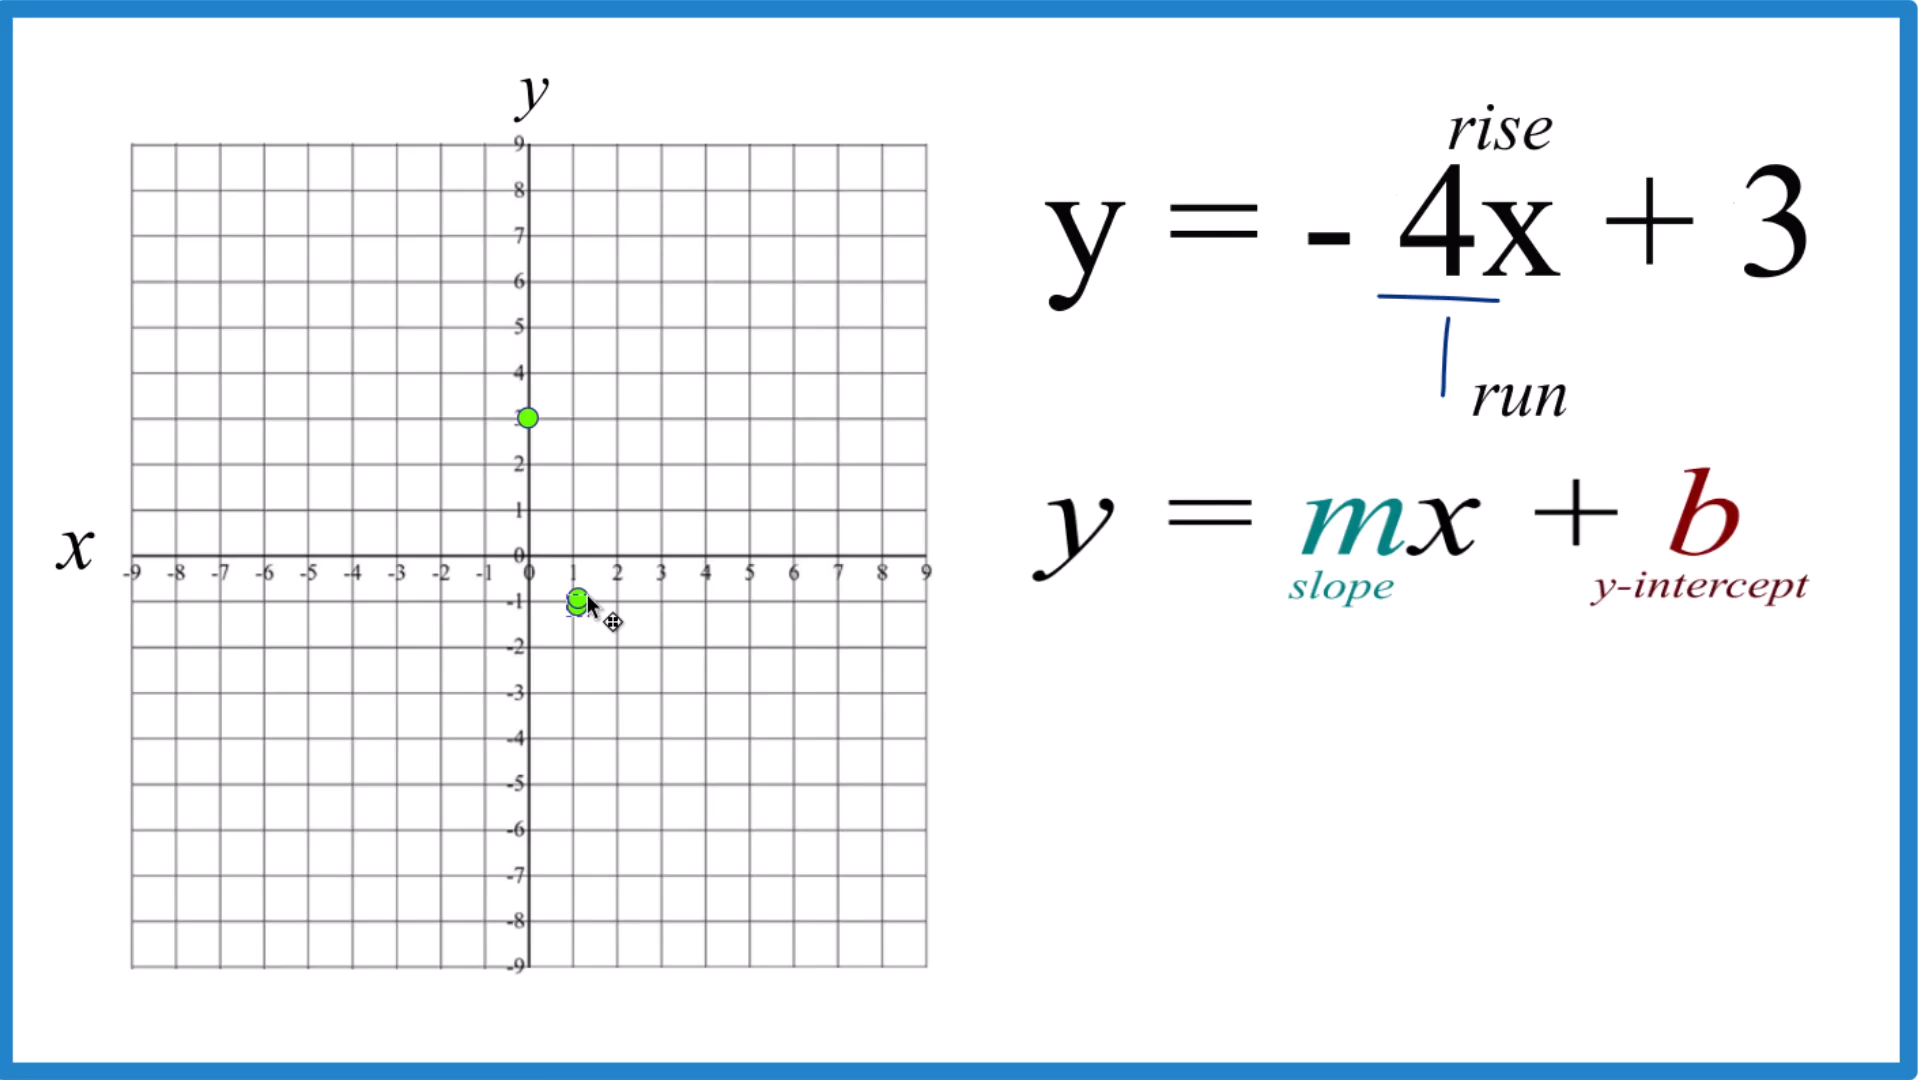 y
9
8
7
6
5
4
2
1
0
x
-9 -8 -7 -6 -5 -4 -3 -2 -1 0 1 2 3 4 5 6 7 8 9
-1
-2
-3
-4
-5
-6
-7
-8
-9
rise
y = - 4x + 3
1
run
y = mx + b
slope y-intercept